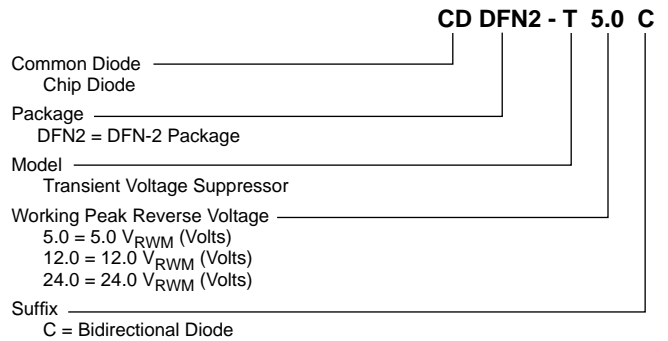 CD DFN2 - T 5.0 C
Common Diode
Chip Diode
Package
DFN2 = DFN-2 Package
Model
Transient Voltage Suppressor
Working Peak Reverse Voltage
5.0 = 5.0 VRWM (Volts)
12.0 = 12.0 VRWM (Volts)
24.0 = 24.0 VRWM (Volts)
Suffix
C = Bidirectional Diode